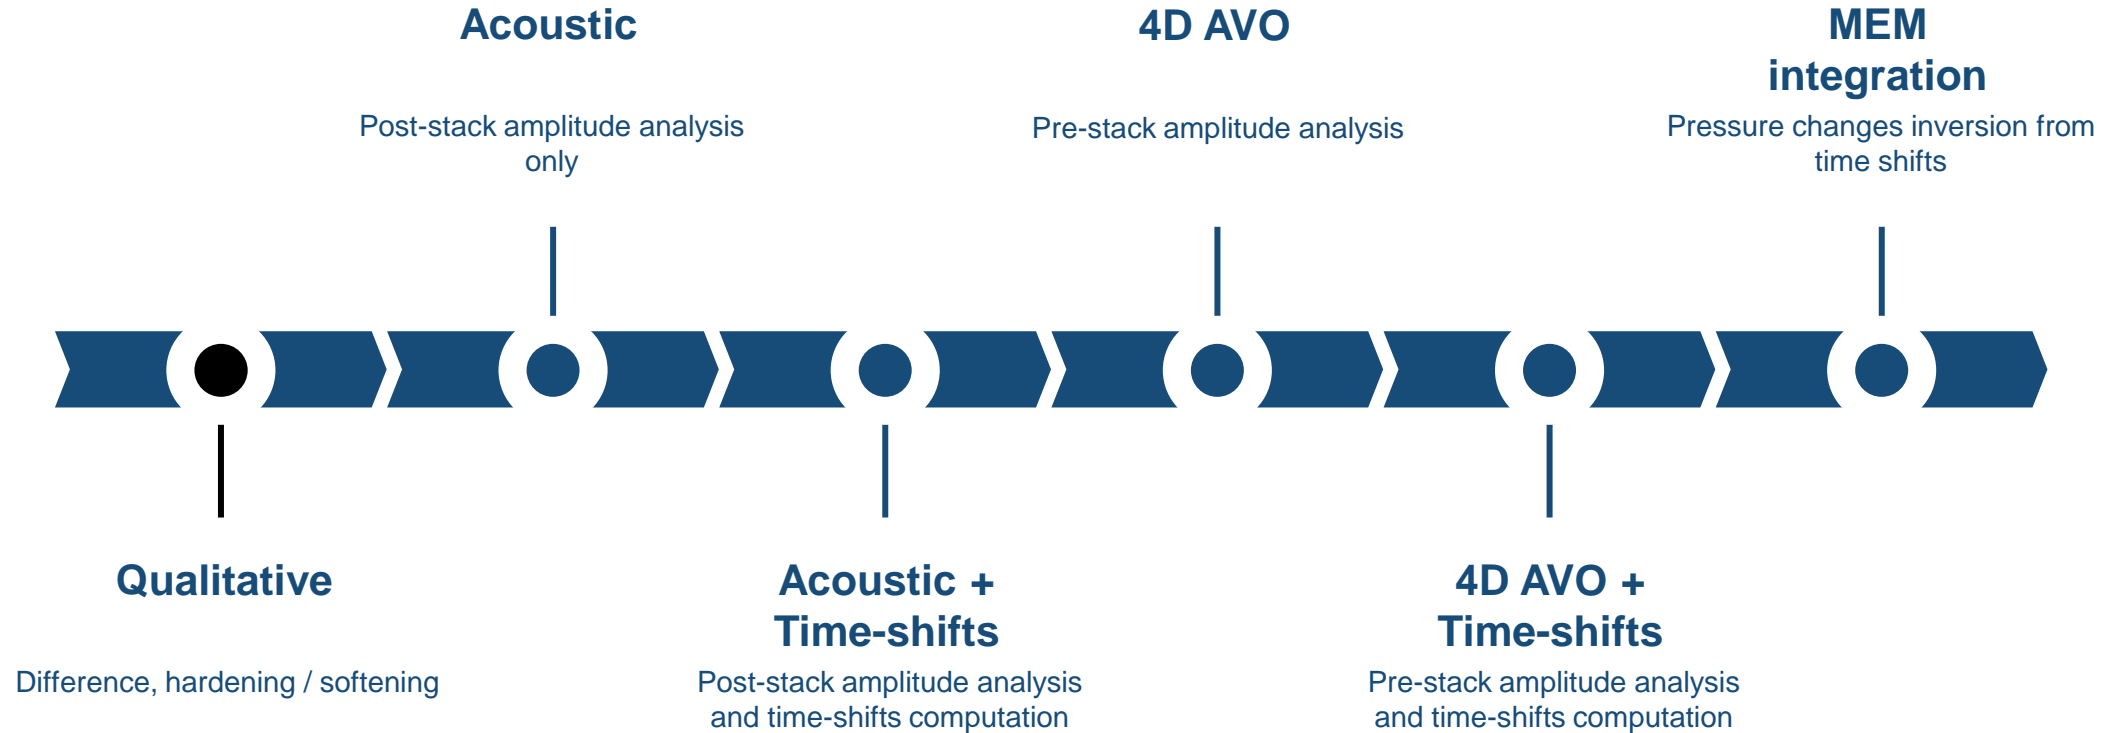 Acoustic
Post-stack amplitude analysis
only
4D AVO
Pre-stack amplitude analysis
MEM
integration
Pressure changes inversion from
time shifts
Qualitative
Difference, hardening / softening
Acoustic +
Time-shifts
Post-stack amplitude analysis
and time-shifts computation
4D AVO +
Time-shifts
Pre-stack amplitude analysis
and time-shifts computation